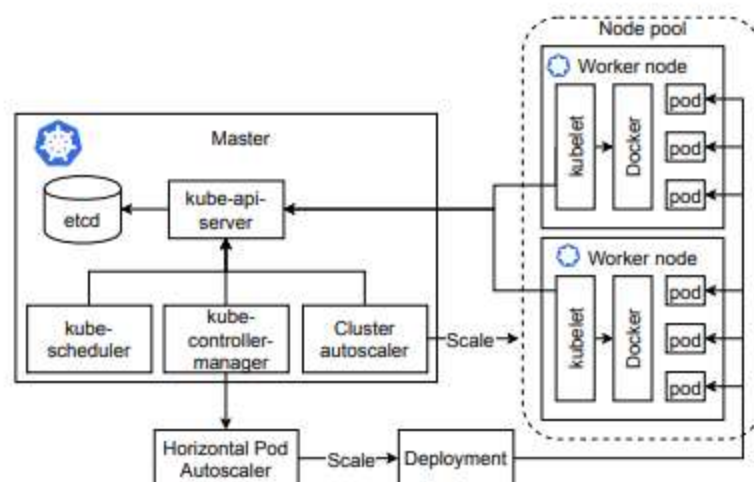 Node pool
Worker node
kubelet
Docker
pod
pod
pod
Master
etcd
kube-api-
server
Worker node
kubelet
Docker
pod
pod
pod
kube-
scheduler
kube-
controller-
manager
Cluster
autoscaler
Scale
Horizontal Pod
Autoscaler
Scale
Deployment